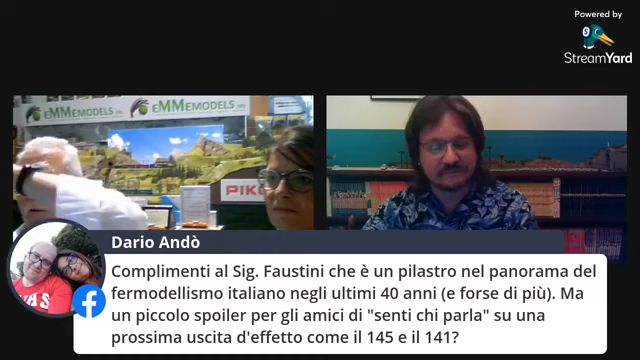 Powered by
StreamYard
eMMeMODELS
eMMeMODELS
PIKO
Dario Andò
Complimenti al Sig. Faustini che è un pilastro nel panorama del
fermodellismo italiano negli ultimi 40 anni (e forse di più). Ma
un piccolo spoiler per gli amici di "senti chi parla" su una
prossima uscita d'effetto come il 145 e il 141?